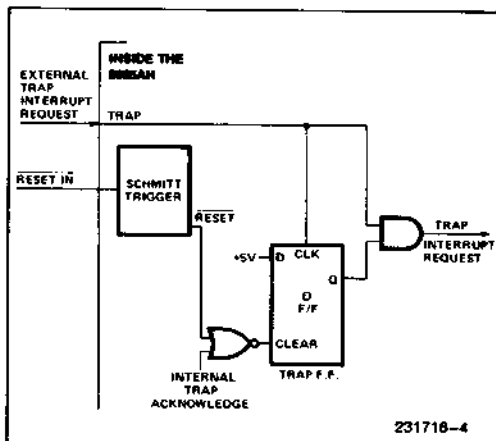 INSIDE THE
8085AH
EXTERNAL
TRAP
INTERRUPT
REQUEST
TRAP
RESET IN
SCHMITT
TRIGGER
RESET
+5V
D
CLK
Q
D
F/F
CLEAR
TRAP F.F.
TRAP
INTERRUPT
REQUEST
INTERNAL
TRAP
ACKNOWLEDGE
231718-4